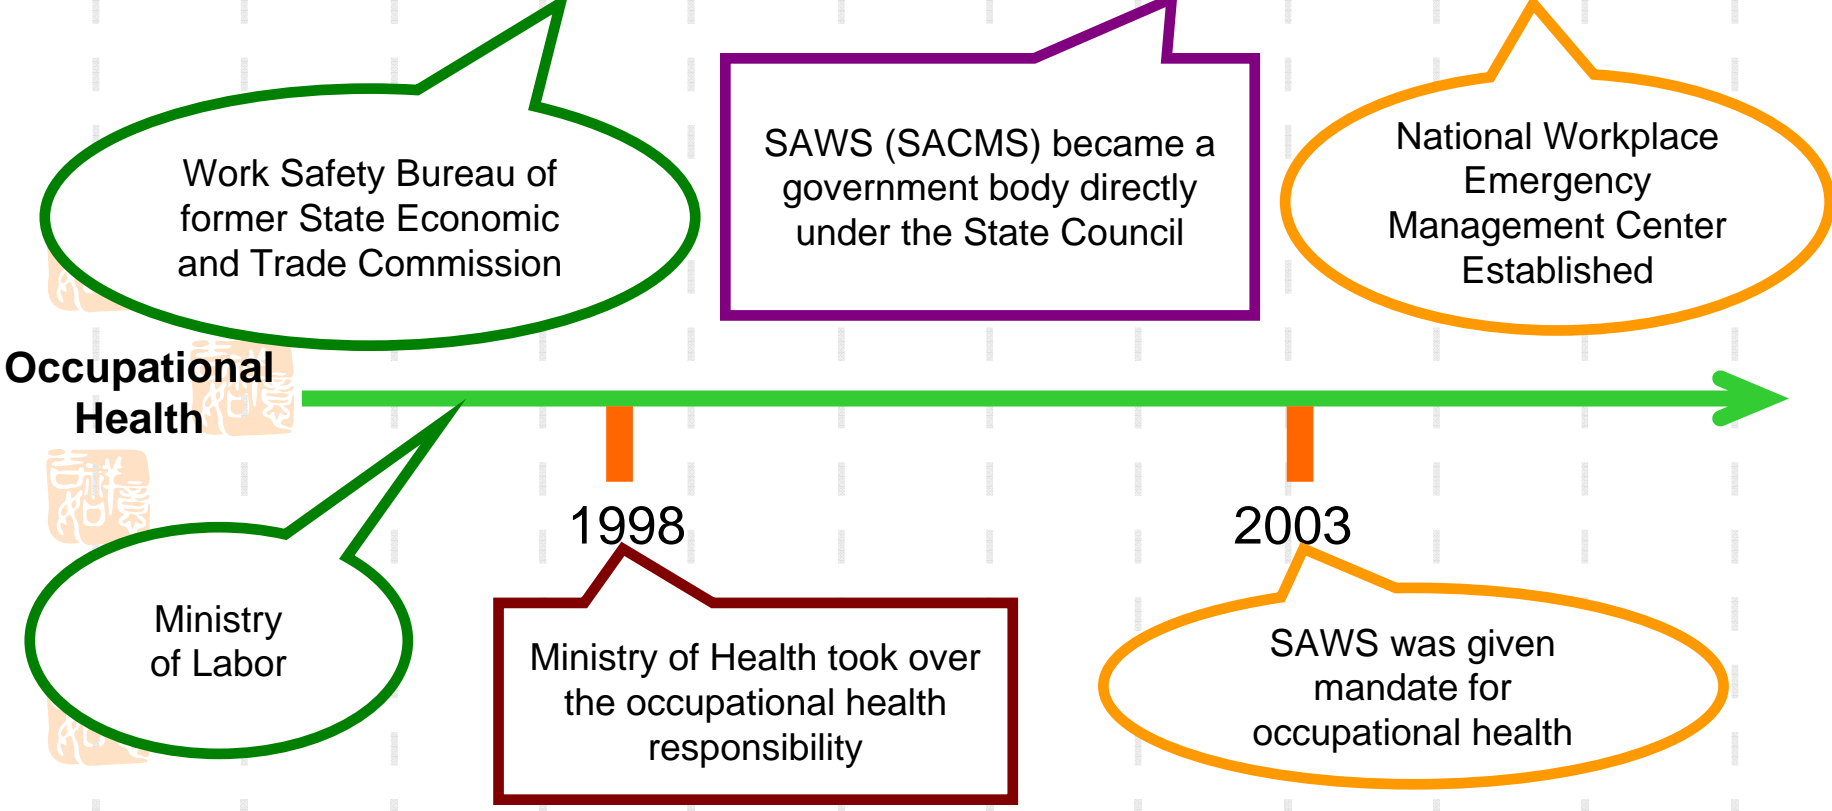 Work Safety Bureau of
former State Economic
and Trade Commission
SAWS (SACMS) became a
government body directly
under the State Council
National Workplace
Emergency
Management Center
Established
Occupational
Health
1998
2003
Ministry
of Labor
Ministry of Health took over
the occupational health
responsibility
SAWS was given
mandate for
occupational health